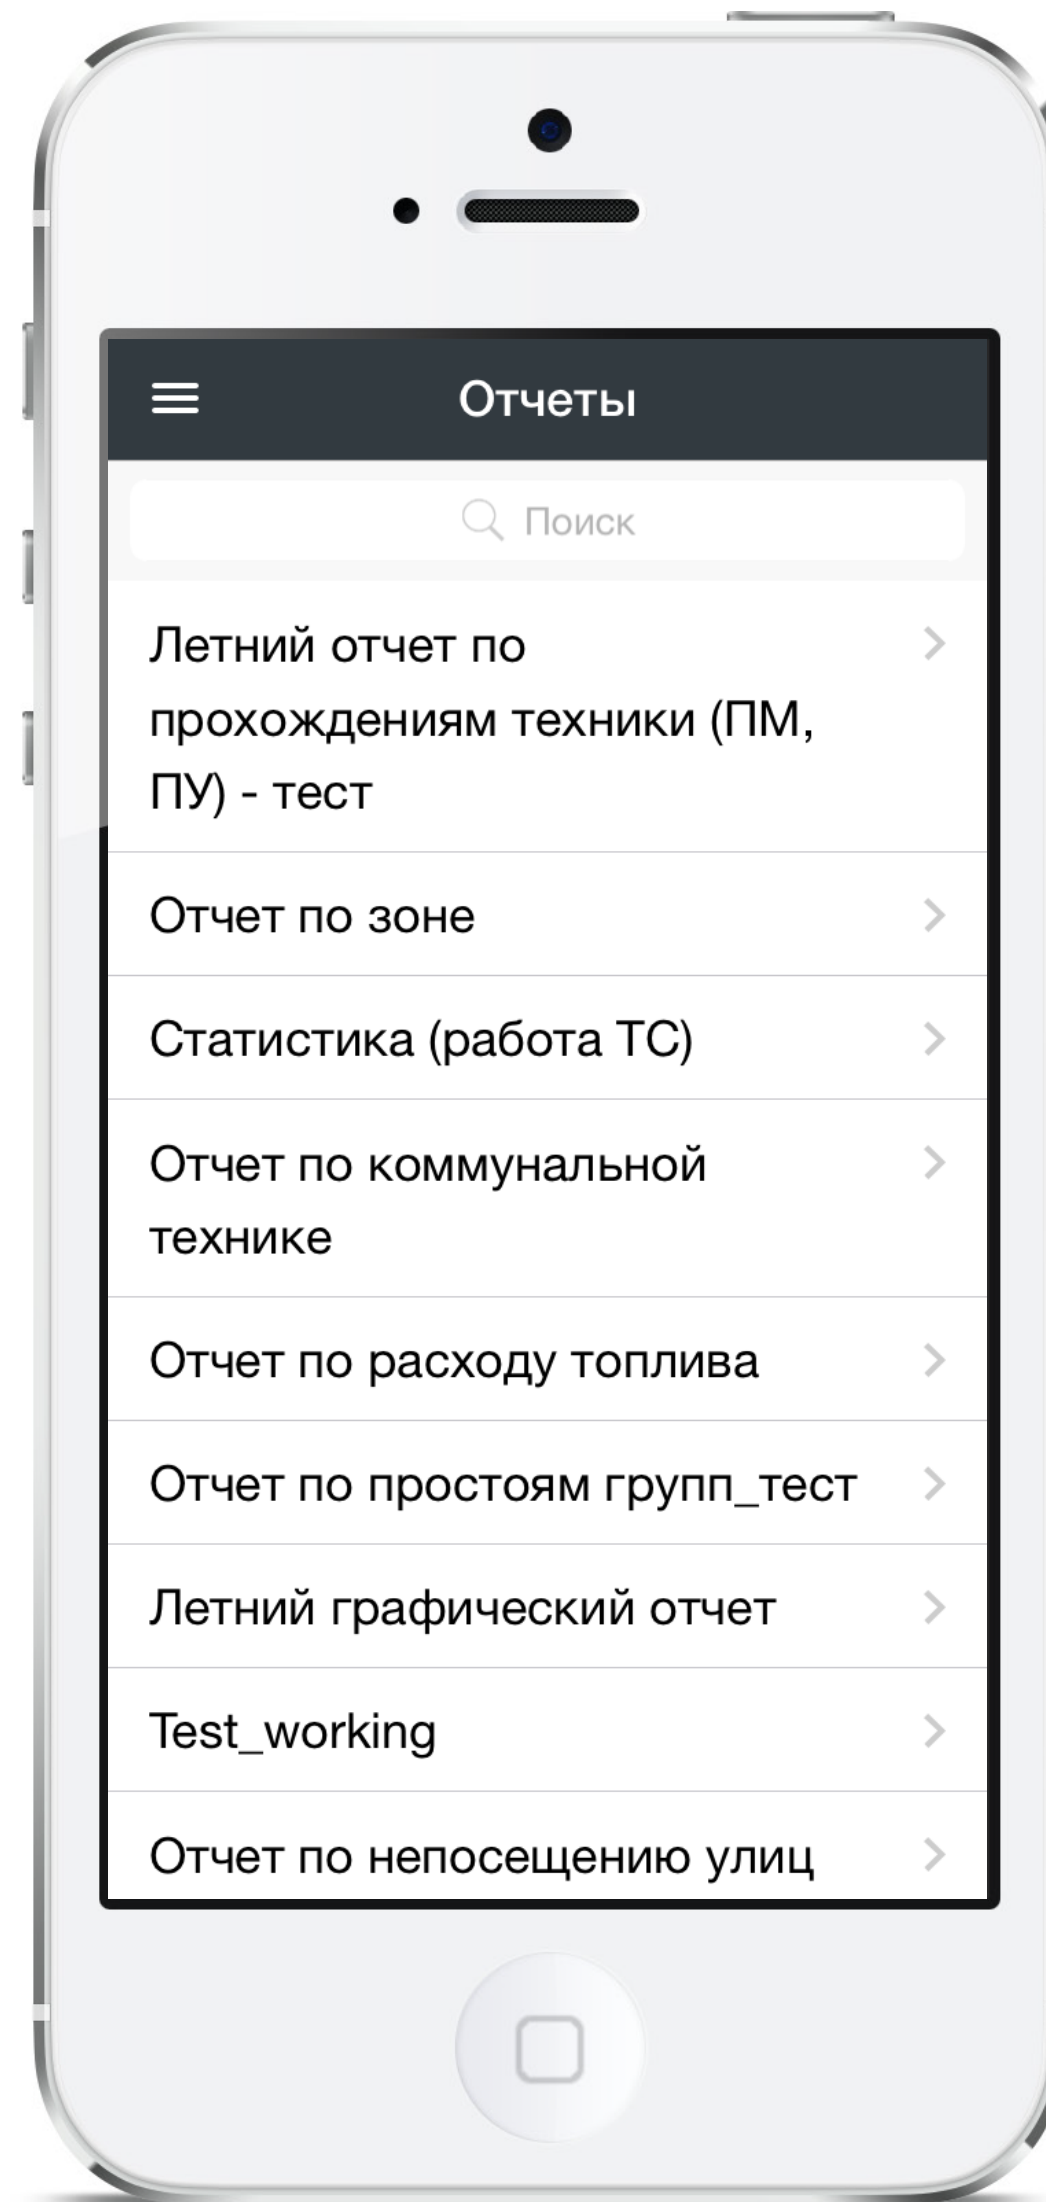 Отчеты
Поиск
Летний отчет по
прохождениям техники (ПМ,
ПУ) - тест
Отчет по зоне
Статистика (работа ТС)
Отчет по коммунальной
технике
Отчет по расходу топлива
Отчет по простоям групп_тест
Летний графический отчет
Test_working
Отчет по непосещению улиц